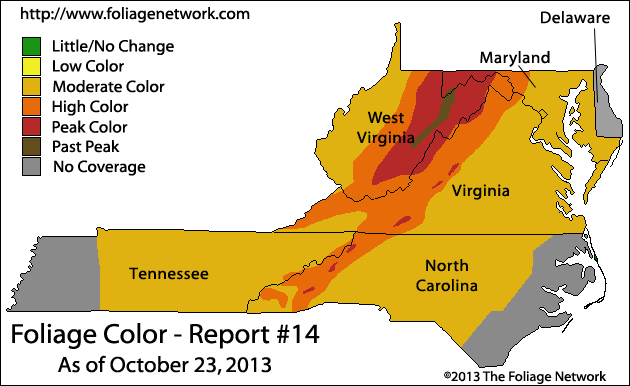 http://www.foliagenetwork.com
Delaware
Little/No Change
Low Color
Moderate Color
High Color
Peak Color
Past Peak
No Coverage
Maryland
West
Virginia
Virginia
Tennessee
North
Carolina
Foliage Color - Report #14
As of October 23, 2013
©2013 The Foliage Network